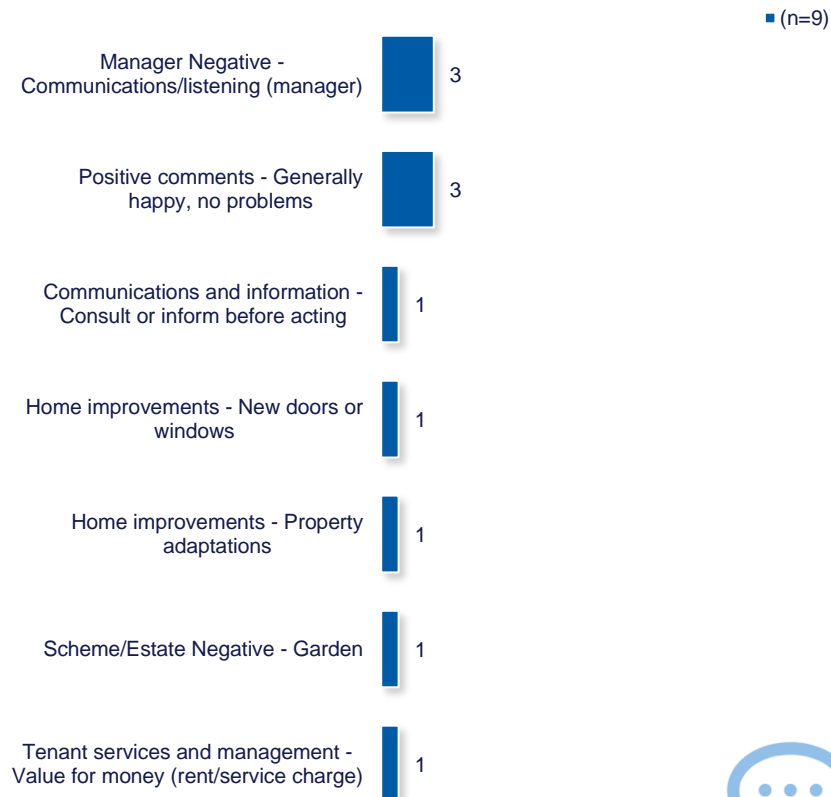 (n=9)
Manager Negative -
Communications/listening (manager)
3
Positive comments - Generally
happy, no problems
3
Communications and information -
Consult or inform before acting
1
Home improvements - New doors or
windows
1
Home improvements - Property
adaptations
1
Scheme/Estate Negative - Garden
1
Tenant services and management -
Value for money (rent/service charge)
1